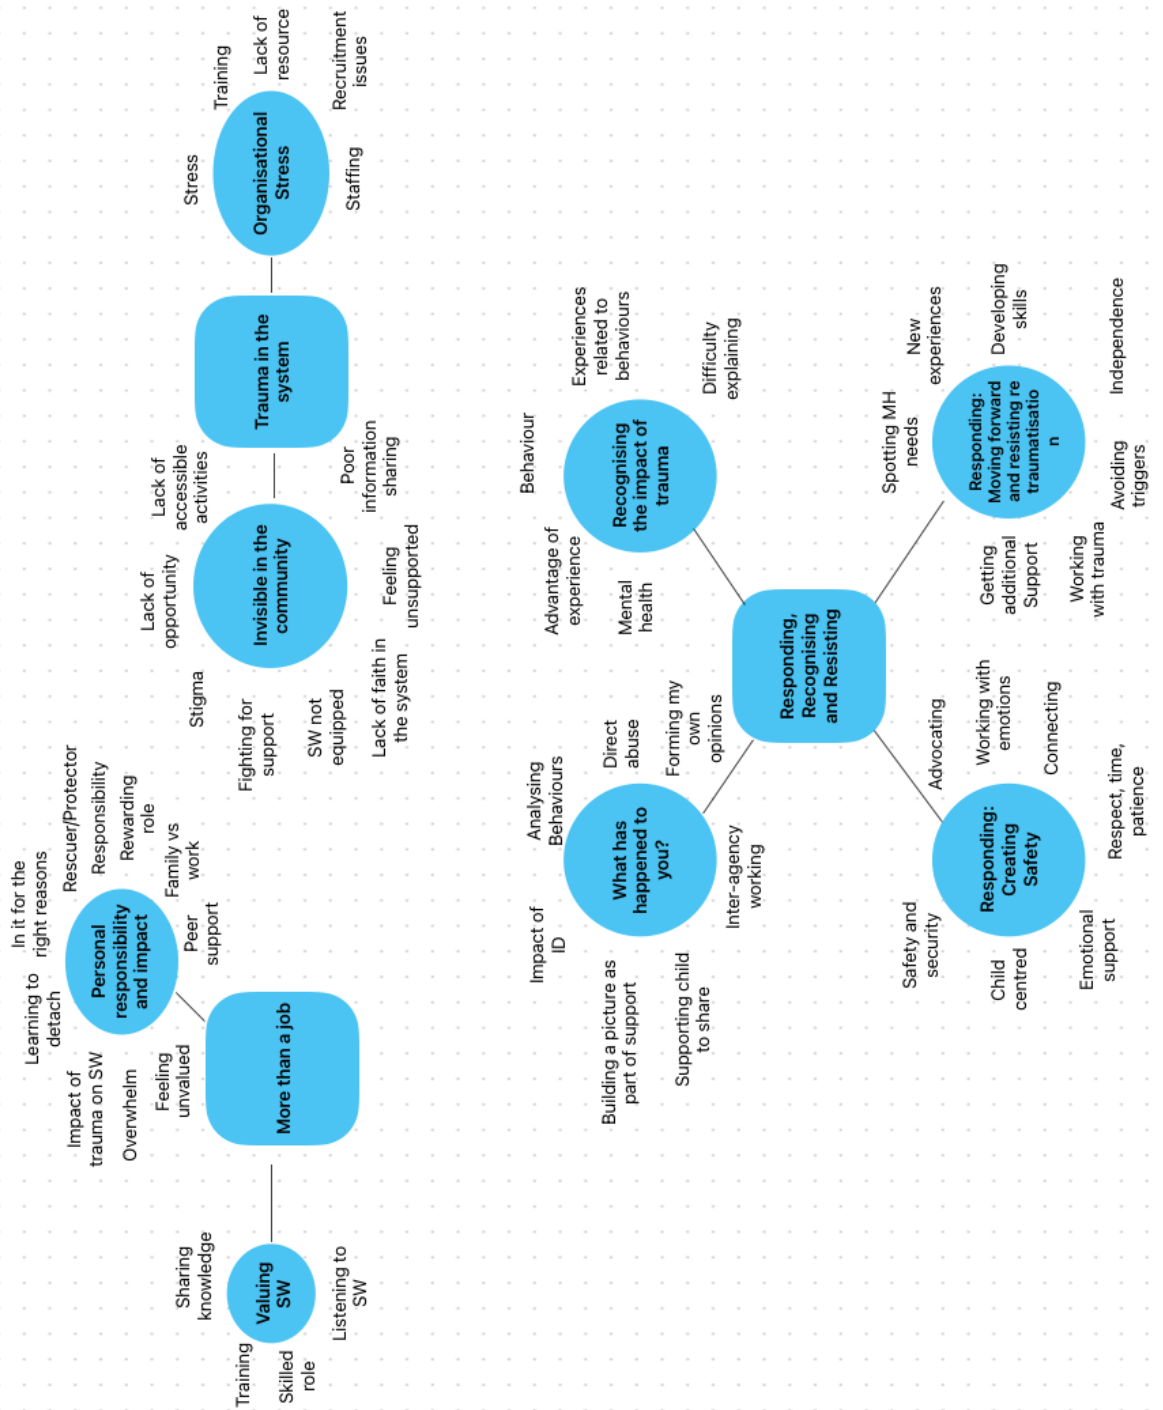 In it for the
right reasons
Learning to
detach
Rescuer/Protector
Impact of
trauma on SW
Personal
responsibility
and impact
Responsibility
Rewarding
role
Overwhelm
Family vs
work
Feeling
unvalued
Peer
support
More than a job
Sharing
knowledge
Training
Valuing
SW
Skilled
role
Listening to
SW
Lack of
opportunity
Lack of
accessible
activities
Stigma
Invisible in the
community
Fighting for
support
SW not
equipped
Poor
information
sharing
Lack of faith in
the system
Feeling
unsupported
Trauma in the
system
Stress
Training
Organisational
Stress
Lack of
resource
Staffing
Recruitment
issues
Impact of
ID
Analysing
Behaviours
Direct
abuse
Building a picture as
part of support
What has
happened to
you?
Forming my
own
opinions
Supporting child
to share
Inter-agency
working
Behaviour
Advantage of
experience
Experiences
related to
behaviours
Recognising
the impact of
trauma
Mental
health
Difficulty
explaining
Responding,
Recognising
and Resisting
Safety and
security
Advocating
Responding:
Creating
Safety
Working with
emotions
Child
centred
Connecting
Emotional
support
Respect, time,
patience
Spotting MH
needs
New
experiences
Responding:
Moving forward
and resisting re
traumatisatio
n
Developing
skills
Getting
additional
Support
Working
with trauma
Avoiding
triggers
Independence